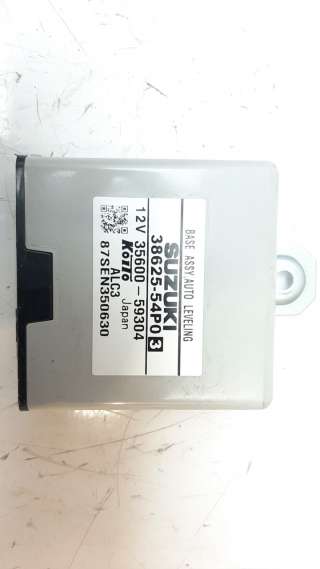 BASE ASSY,AUTO LEVELING
SUZUKI
38625-54P0 3
12V 35600-59304
KOITO Japan
ALC3
87SEN350630